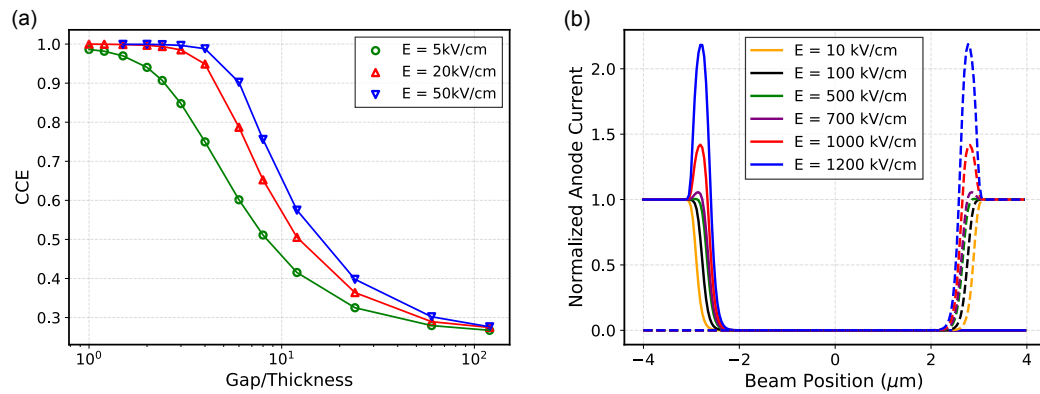 (a)
CCE
1.0
0.9
0.8
0.7
0.6
0.5
0.4
0.3
E = 5kV/cm
E = 20kV/cm
E = 50kV/cm
10⁰
10¹
10²
Gap/Thickness
(b)
Normalized Anode Current
2.0
1.5
1.0
0.5
0.0
E = 10 kV/cm
E = 100 kV/cm
E = 500 kV/cm
E = 700 kV/cm
E = 1000 kV/cm
E = 1200 kV/cm
−4
−2
0
2
4
Beam Position (μm)